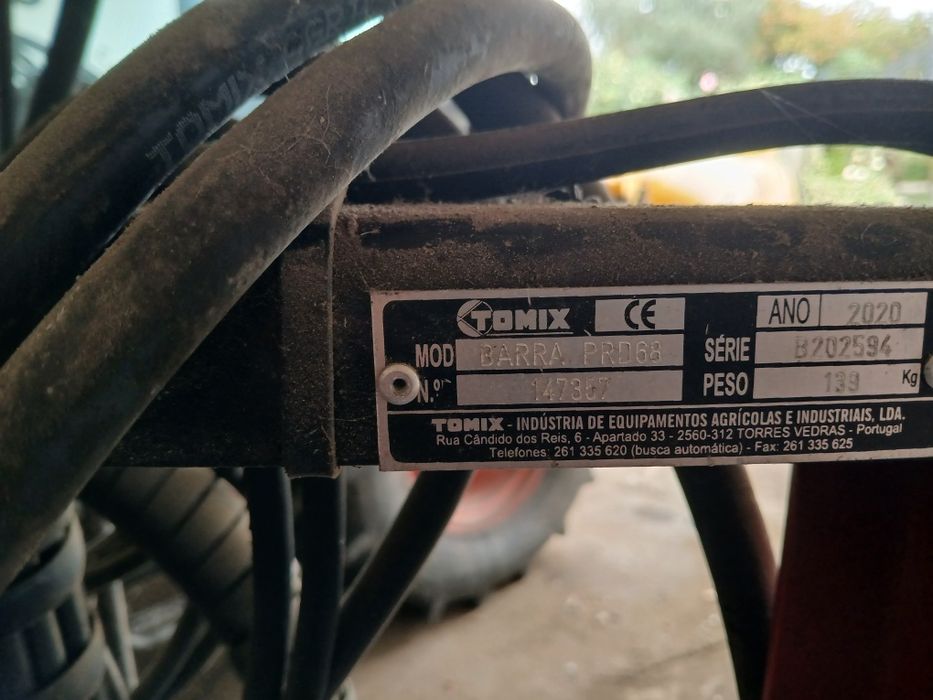 TOMIX
TOMIX CE
ANO 2020
MOD BARRA PRD68
SÉRIE B202594
N.º 147357
PESO 139 Kg
TOMIX - INDÚSTRIA DE EQUIPAMENTOS AGRÍCOLAS E INDUSTRIAIS, LDA.
Rua Cândido dos Reis, 6 - Apartado 33 - 2560-312 TORRES VEDRAS - Portugal
Telefones: 261 335 620 (busca automática) - Fax: 261 335 625